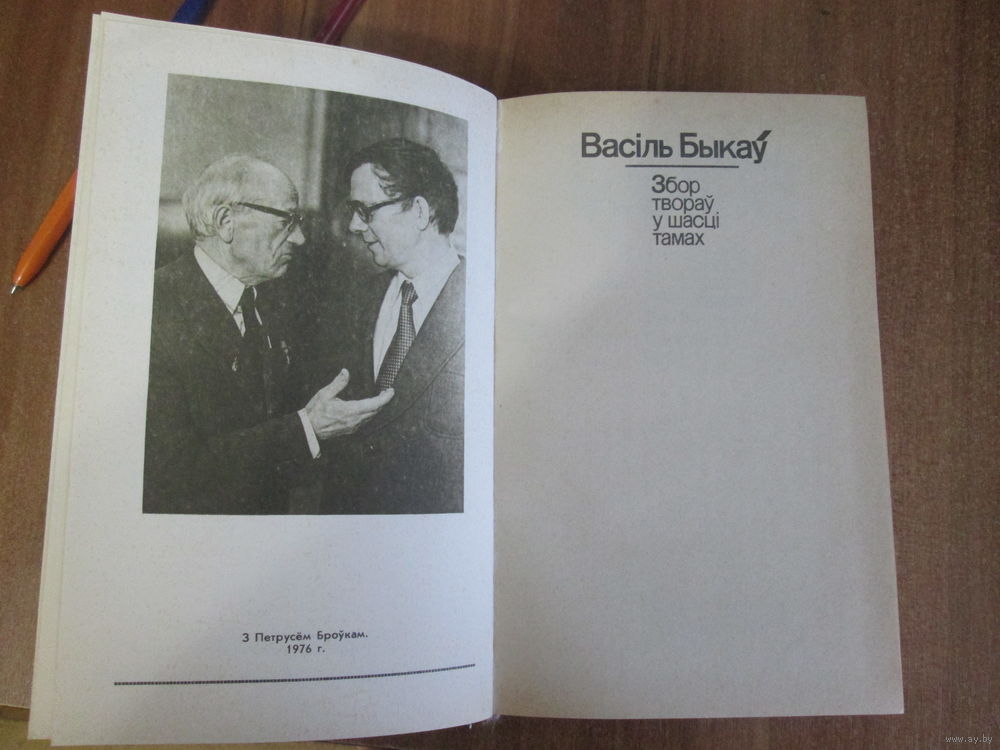 З Петрусём Броўкам.
1976 г.
Васіль Быкаў
Збор
твораў
у шасці
тамах
www.ay.by